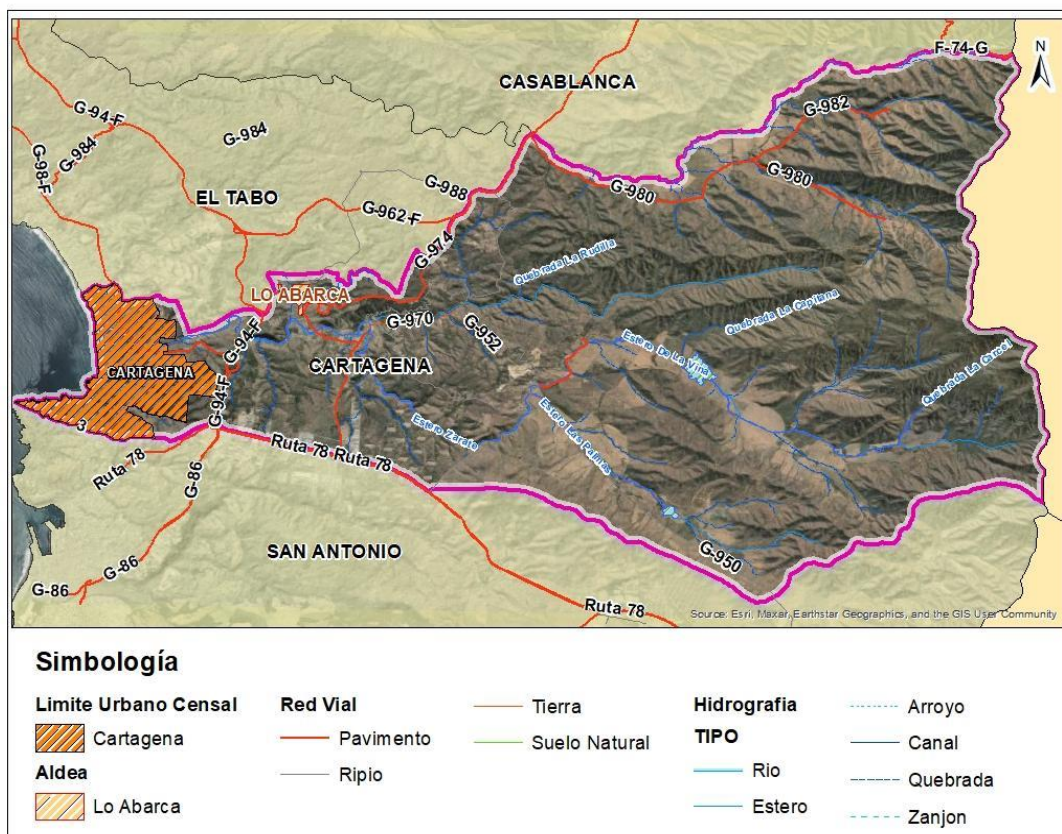 F-74-G
N
CASABLANCA
G-94-F
G-984
G-984
G-982
G-98-F
EL TABO
G-988
G-980
G-980
G-962-F
G-974
Quebrada La Rudilla
LO ABARCA
G-970
Quebrada La Capitana
G-94-F
G-952
Estero De La Viña
CARTAGENA
CARTAGENA
Quebrada La Carcel
G-94-F
Estero Zarate
Estero Las Palmas
3
Ruta 78
Ruta 78
Ruta 78
G-86
SAN ANTONIO
G-950
G-86
G-86
Ruta 78
Source: Esri, Maxar, Earthstar Geographics, and the GIS User Community
Simbología
Limite Urbano Censal
Cartagena
Aldea
Lo Abarca
Red Vial
Pavimento
Ripio
Tierra
Suelo Natural
Hidrografia
TIPO
Rio
Estero
Arroyo
Canal
Quebrada
Zanjon